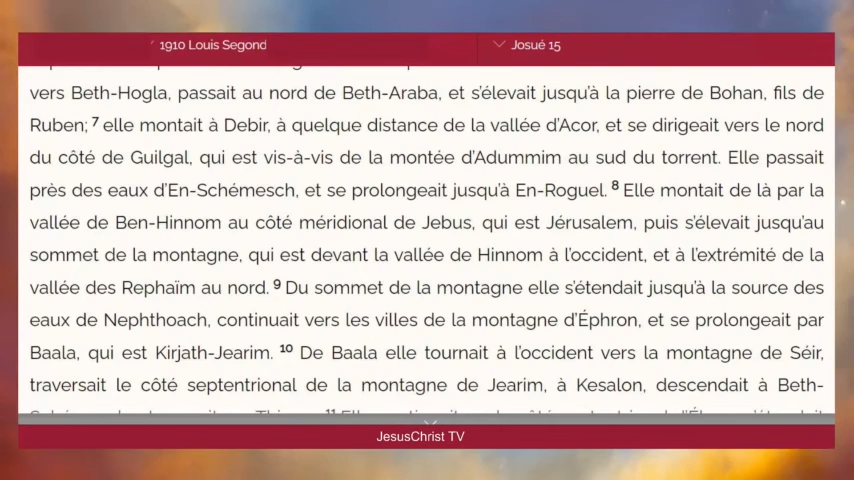 1910 Louis Segond
Josué 15
vers Beth-Hogla, passait au nord de Beth-Araba, et s’élevait jusqu’à la pierre de Bohan, fils de
Ruben; 7 elle montait à Debir, à quelque distance de la vallée d’Acor, et se dirigeait vers le nord
du côté de Guilgal, qui est vis-à-vis de la montée d’Adummim au sud du torrent. Elle passait
près des eaux d’En-Schémesch, et se prolongeait jusqu’à En-Roguel. 8 Elle montait de là par la
vallée de Ben-Hinnom au côté méridional de Jebus, qui est Jérusalem, puis s’élevait jusqu’au
sommet de la montagne, qui est devant la vallée de Hinnom à l’occident, et à l’extrémité de la
vallée des Rephaïm au nord. 9 Du sommet de la montagne elle s’étendait jusqu’à la source des
eaux de Nephthoach, continuait vers les villes de la montagne d’Éphron, et se prolongeait par
Baala, qui est Kirjath-Jearim. 10 De Baala elle tournait à l’occident vers la montagne de Séir,
traversait le côté septentrional de la montagne de Jearim, à Kesalon, descendait à Beth-
JesusChrist TV